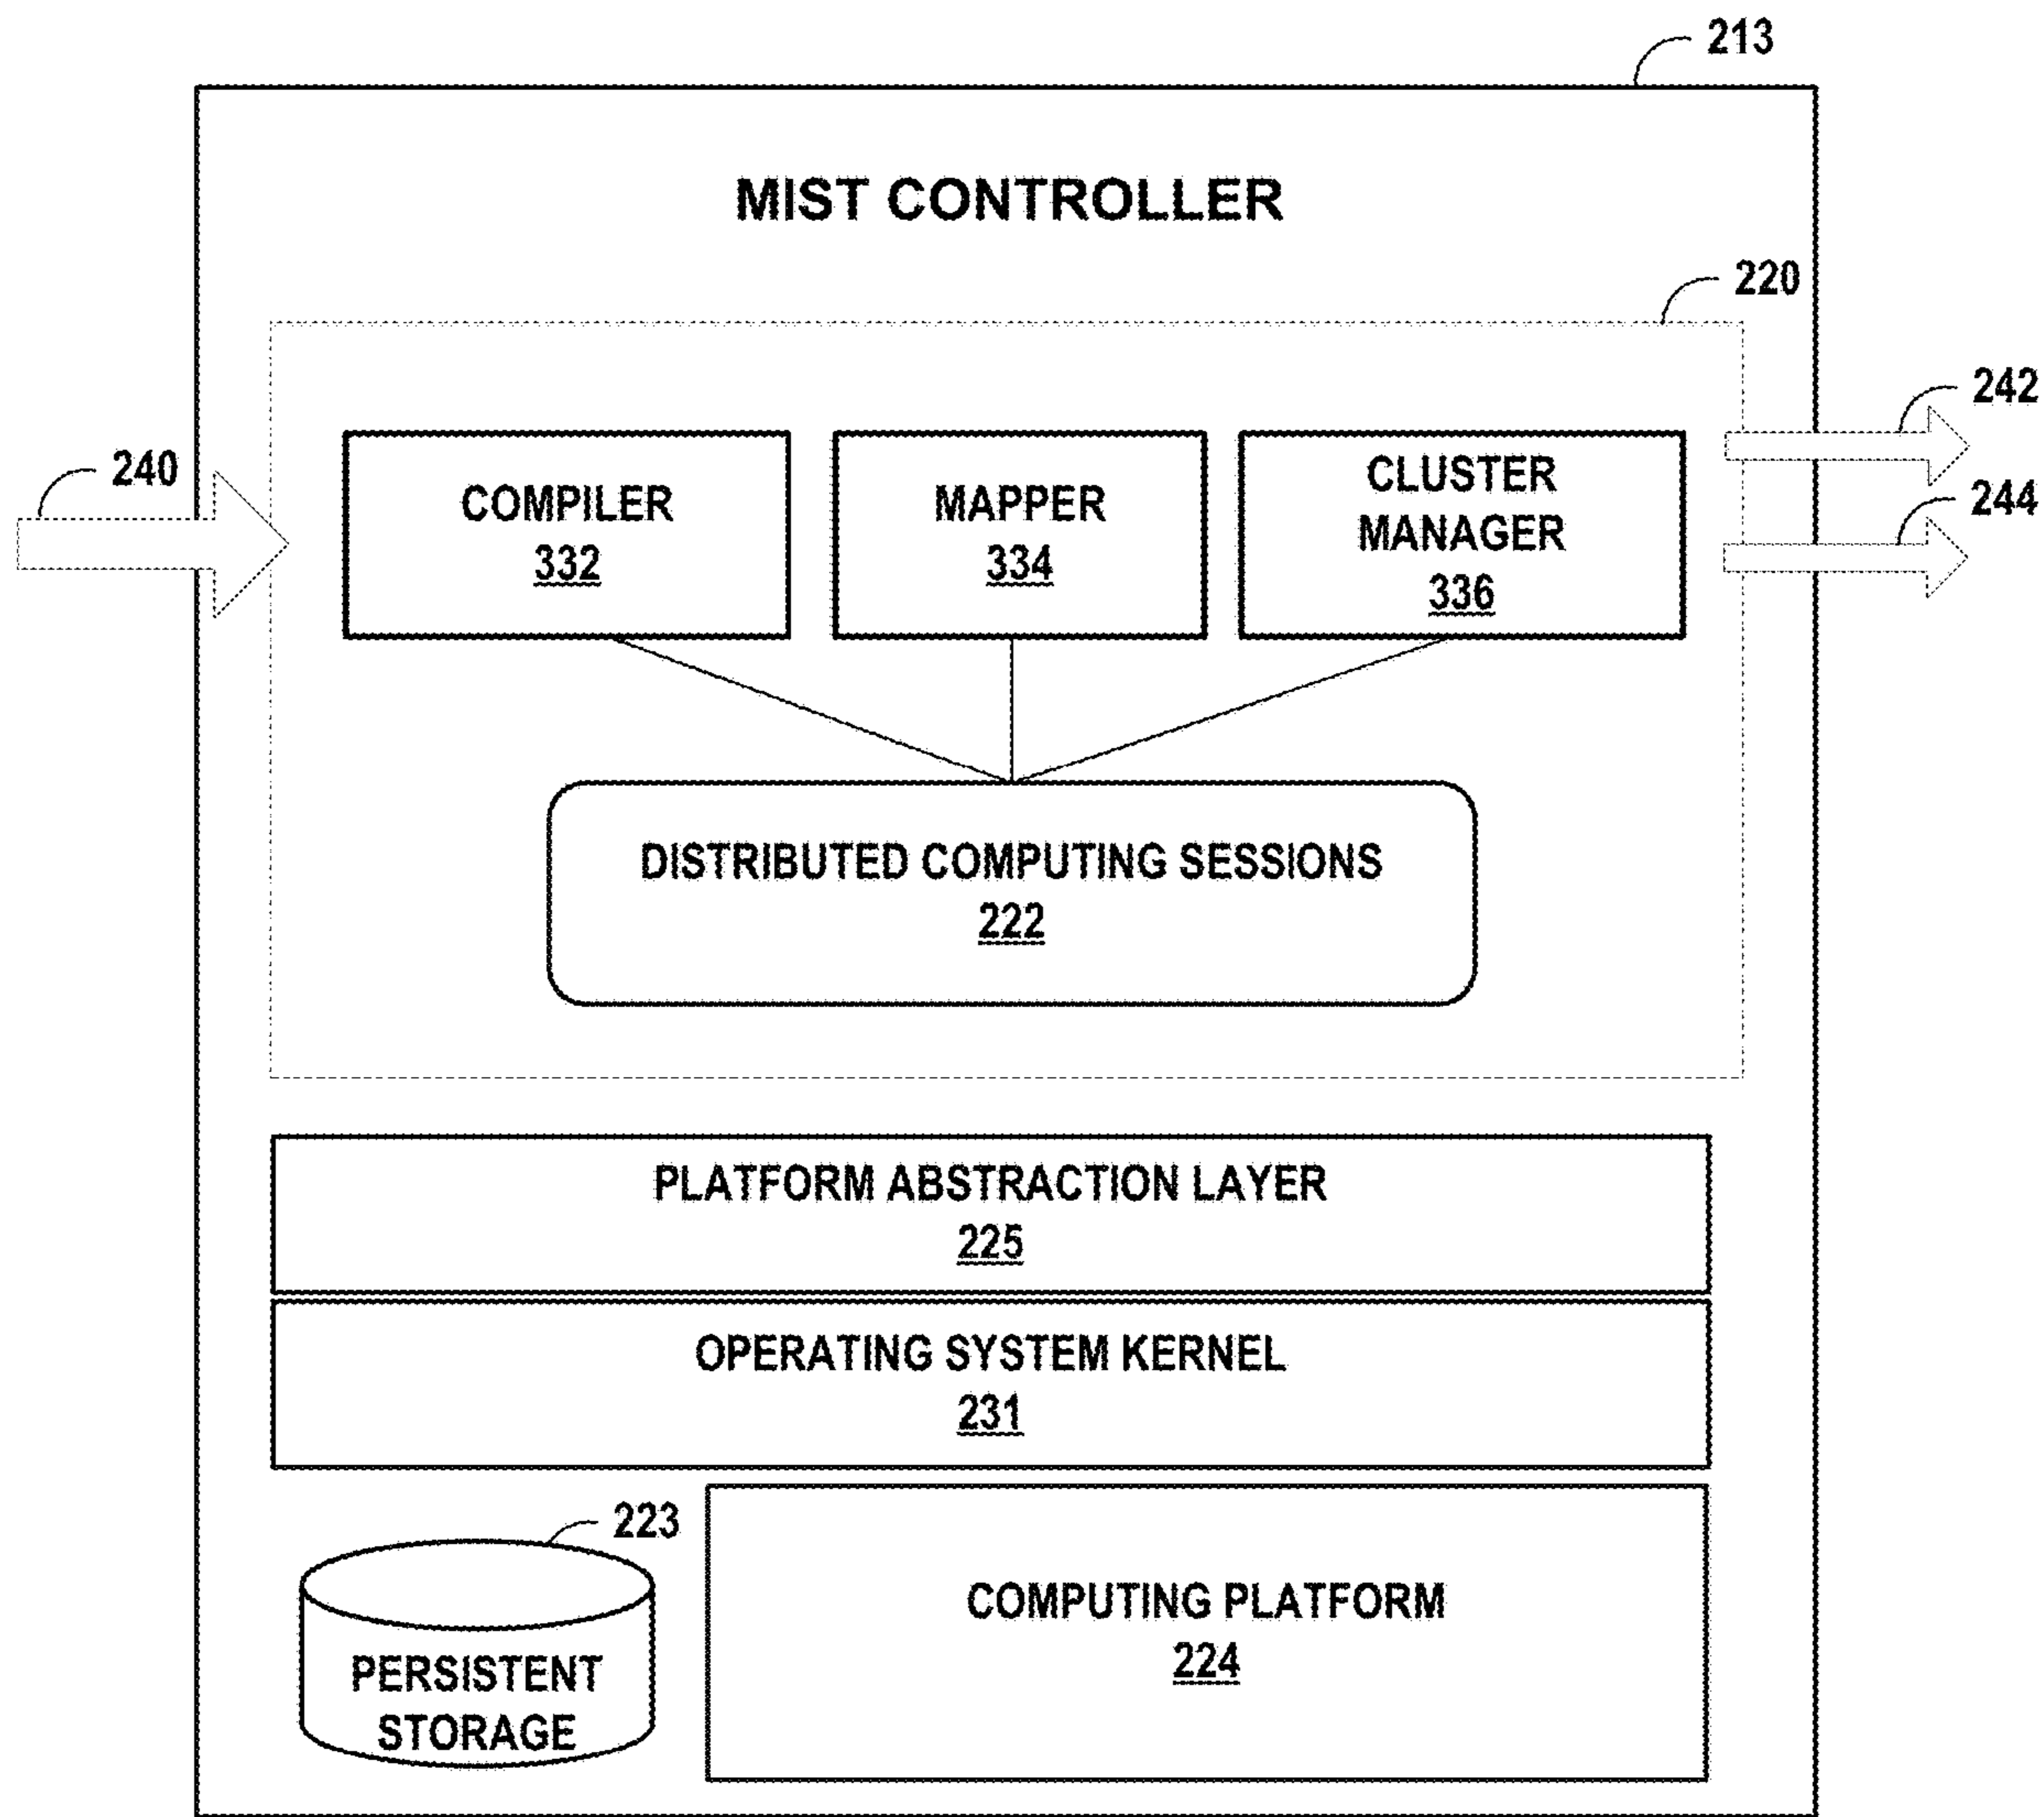 213
MIST CONTROLLER
220
242
240
244
COMPILER
332
MAPPER
334
CLUSTER
MANAGER
336
DISTRIBUTED COMPUTING SESSIONS
222
PLATFORM ABSTRACTION LAYER
225
OPERATING SYSTEM KERNEL
231
223
PERSISTENT
STORAGE
COMPUTING PLATFORM
224